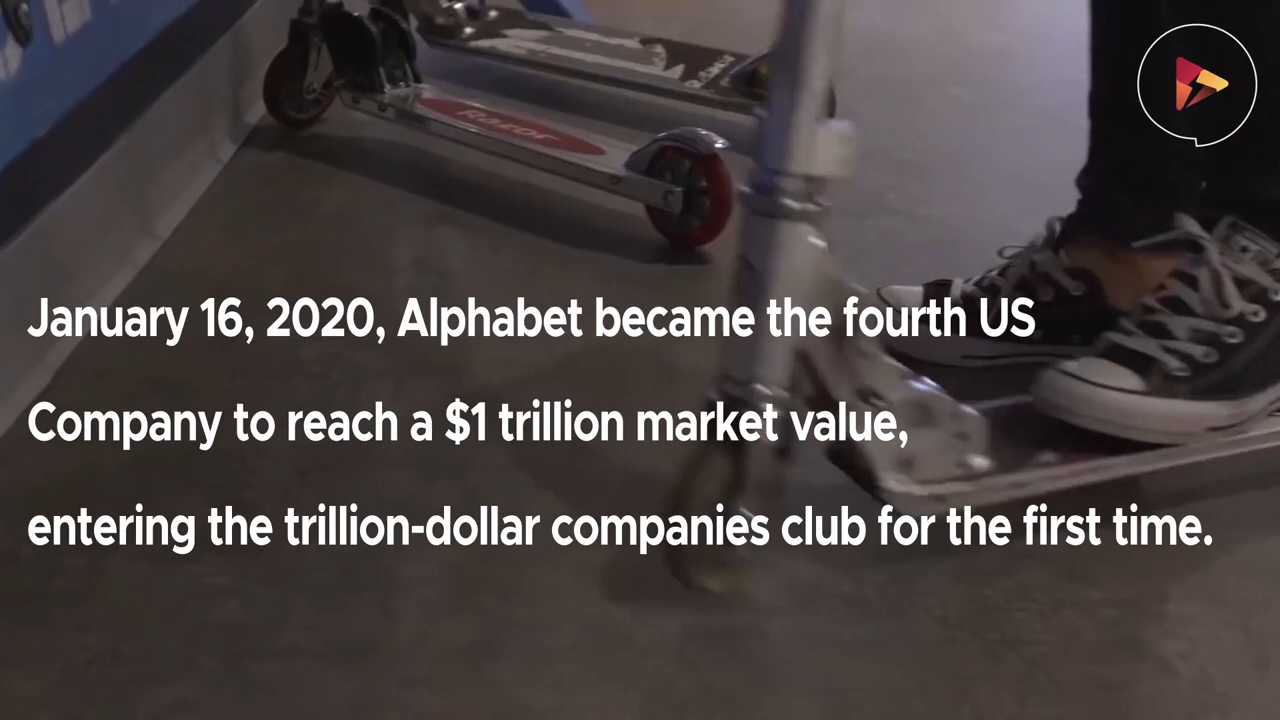 Razor
January 16, 2020, Alphabet became the fourth US
Company to reach a $1 trillion market value,
entering the trillion-dollar companies club for the first time.